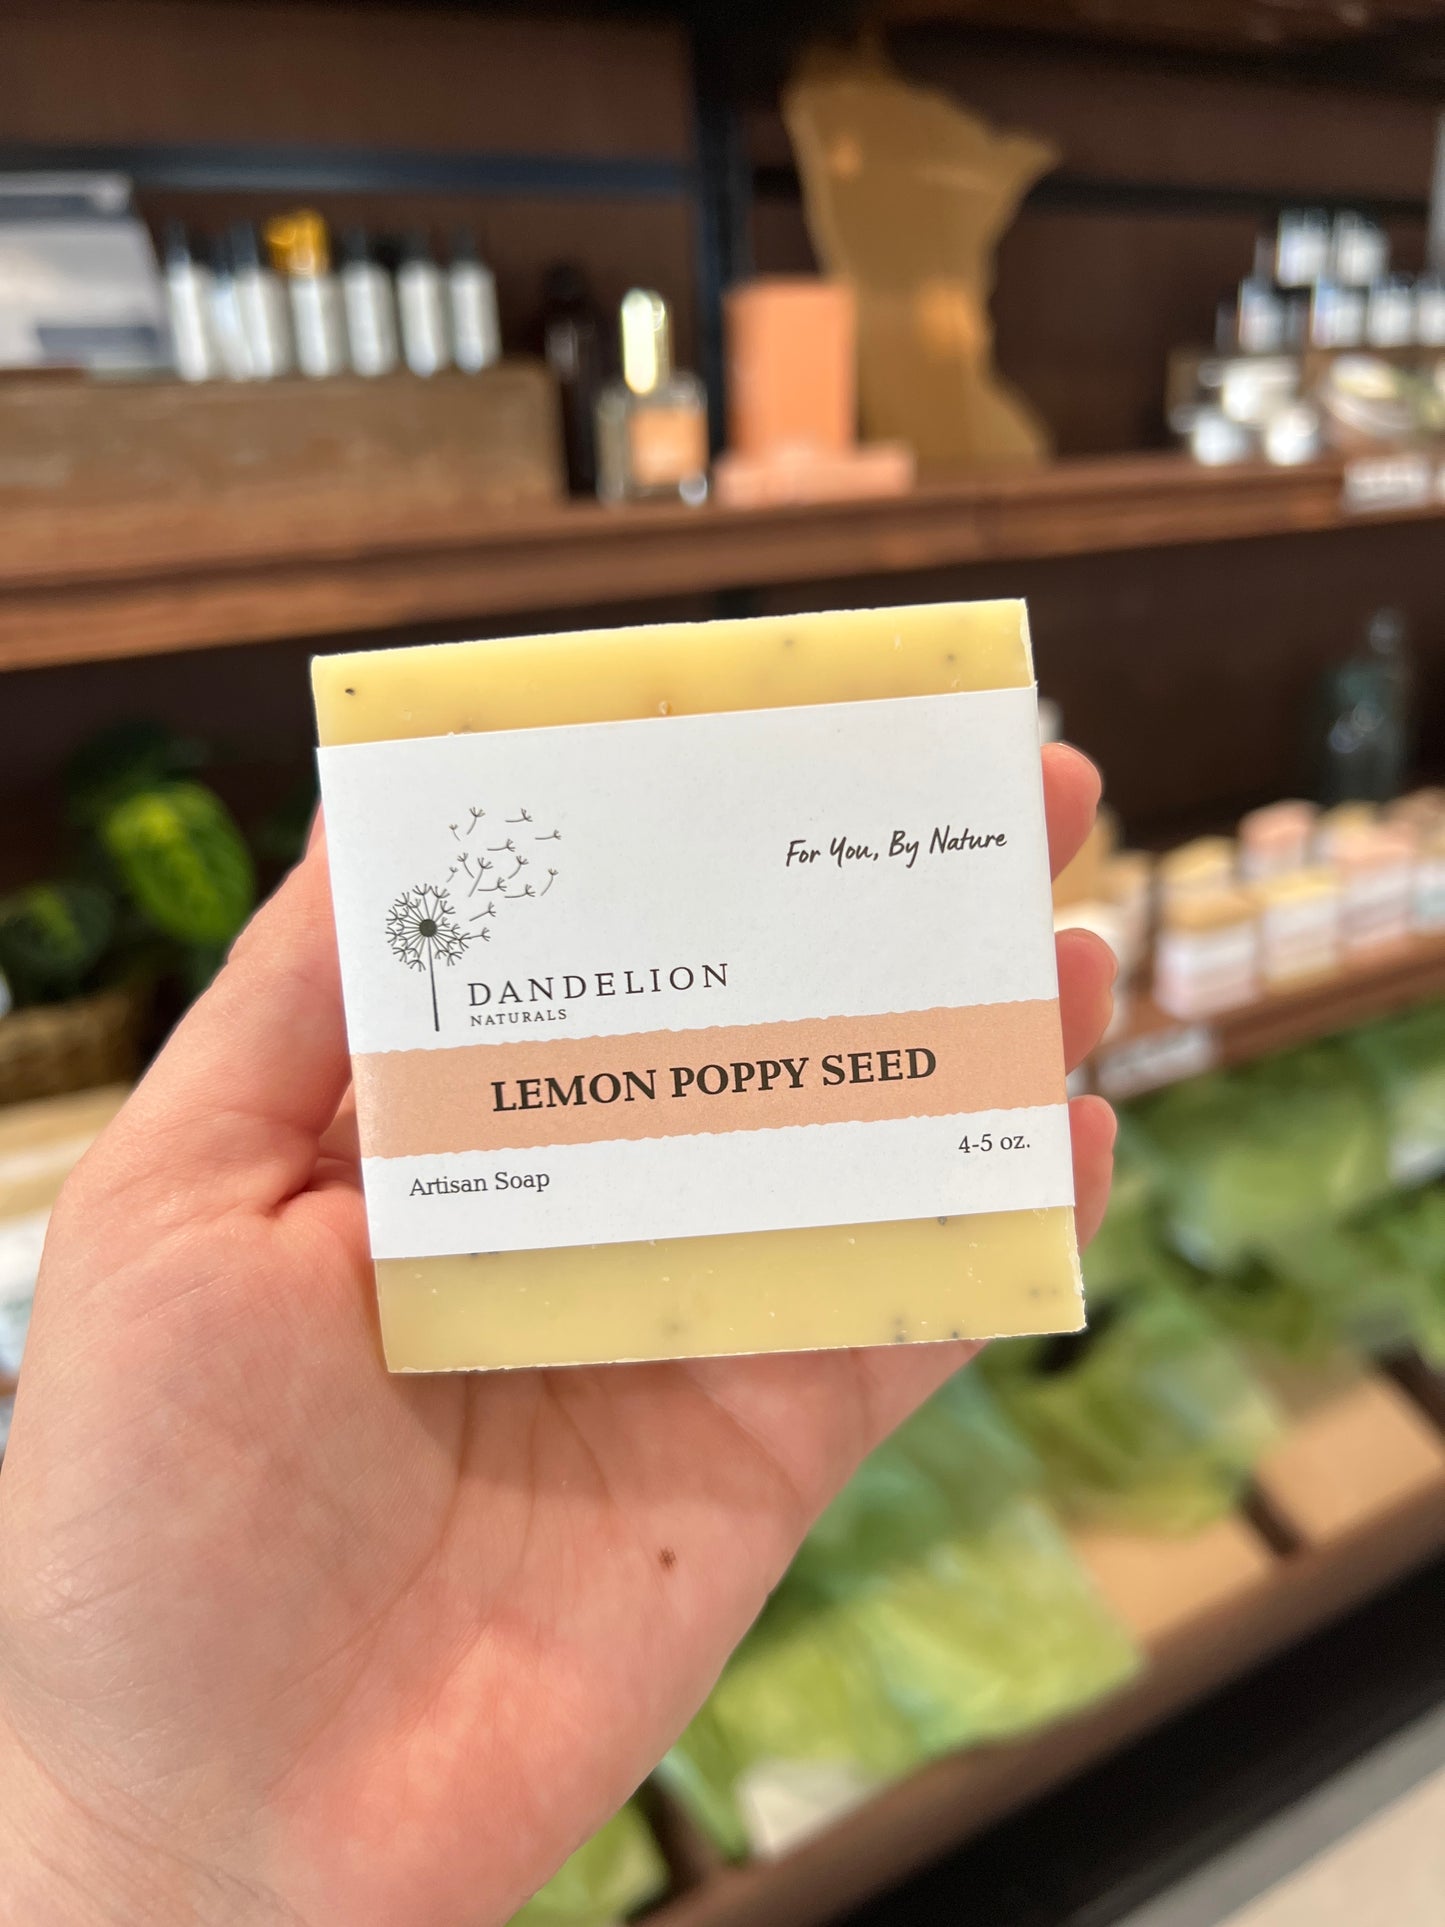 For You, By Nature
DANDELION
NATURALS
LEMON POPPY SEED
4-5 oz.
Artisan Soap